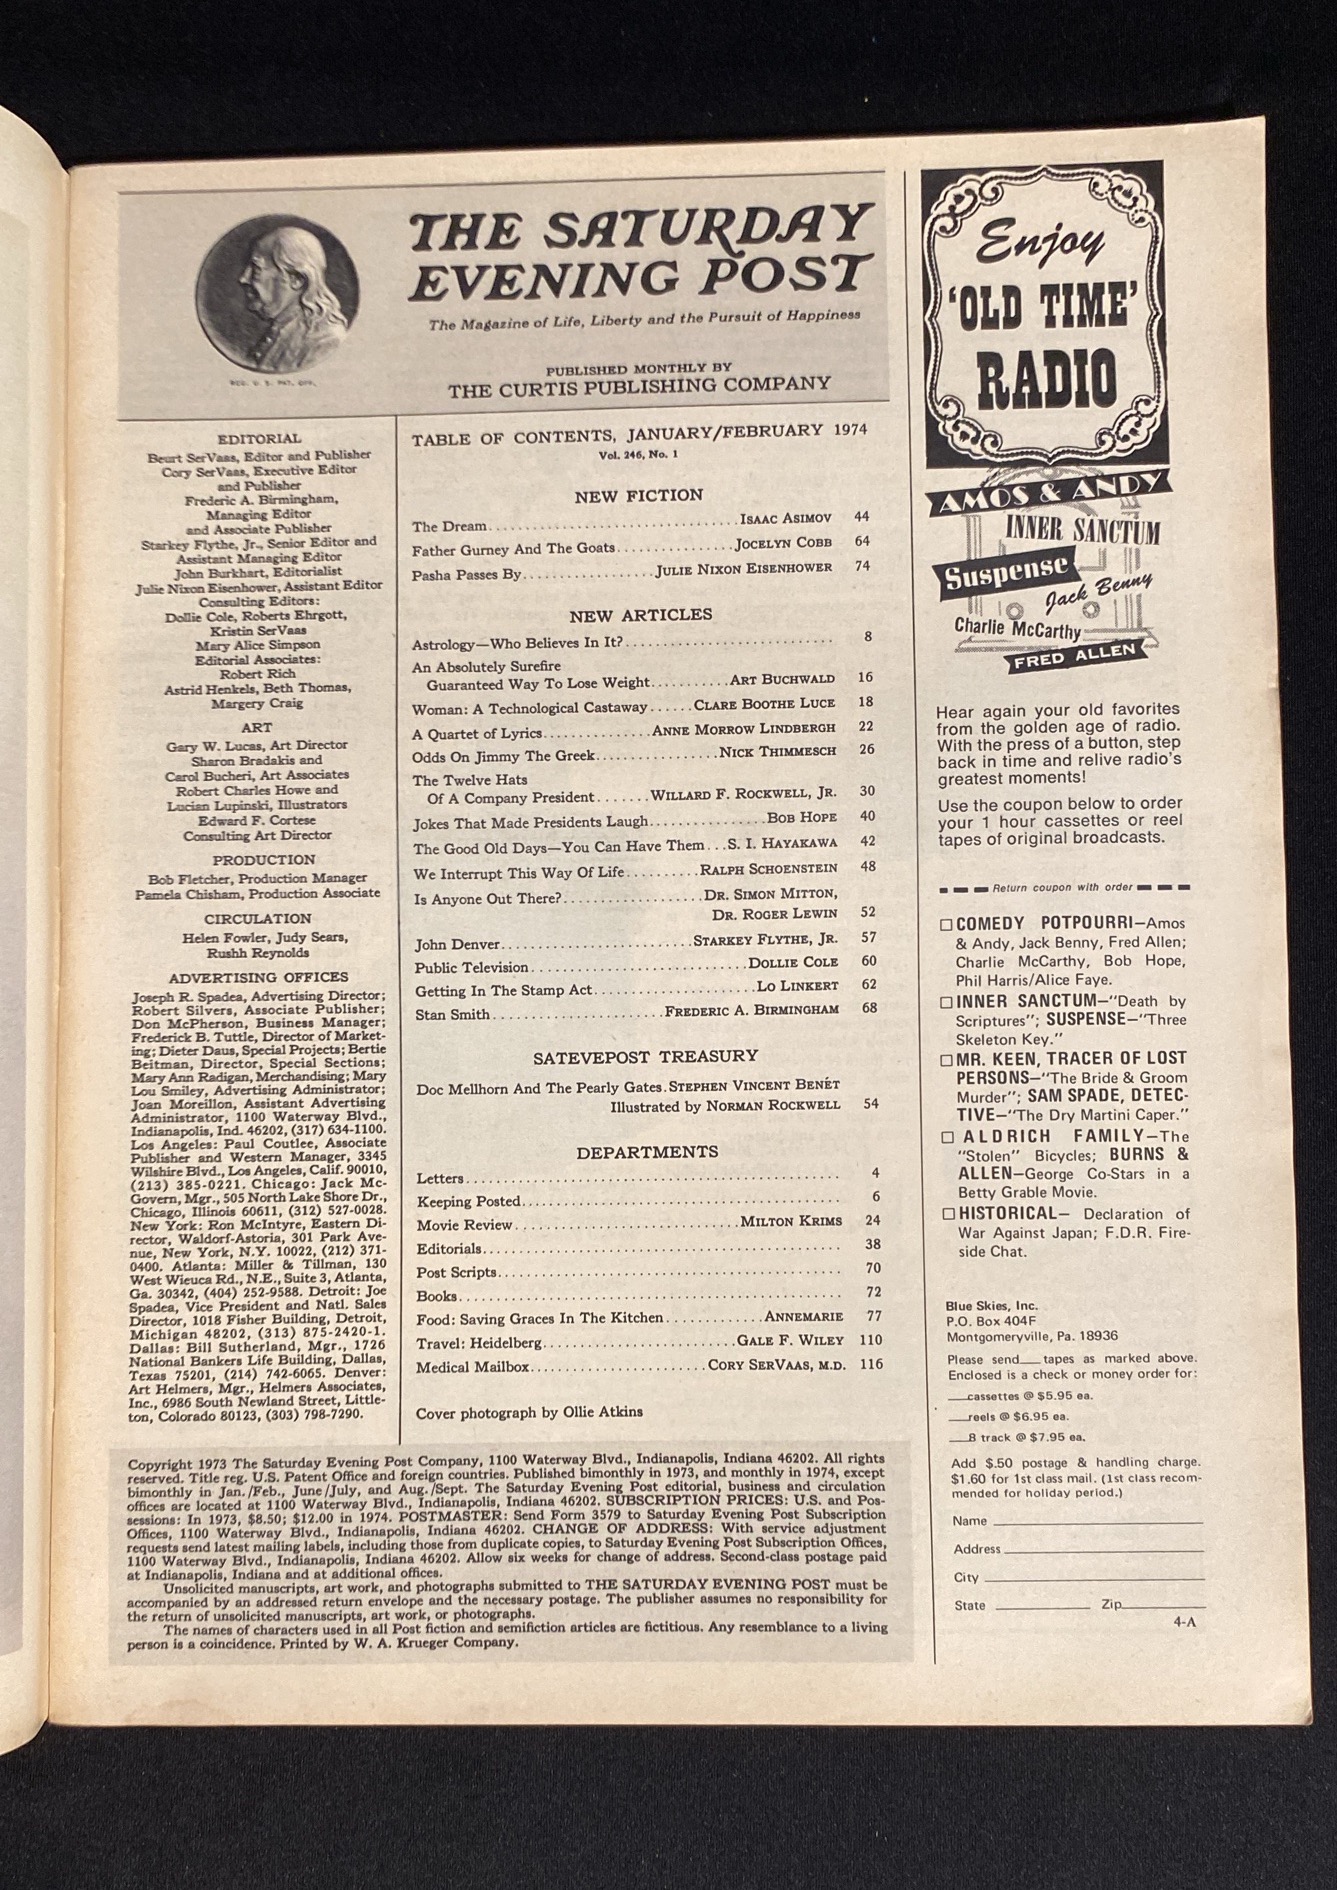 THE SATURDAY
EVENING POST
The Magazine of Life, Liberty and the Pursuit of Happiness
REG. U. S. PAT. OFF.
PUBLISHED MONTHLY BY
THE CURTIS PUBLISHING COMPANY
EDITORIAL
Beurt SerVaas, Editor and Publisher
Cory SerVaas, Executive Editor
and Publisher
Frederic A. Birmingham,
Managing Editor
and Associate Publisher
Starkey Flythe, Jr., Senior Editor and
Assistant Managing Editor
John Burkhart, Editorialist
Julie Nixon Eisenhower, Assistant Editor
Consulting Editors:
Dollie Cole, Roberts Ehrgott,
Kristin SerVaas
Mary Alice Simpson
Editorial Associates:
Robert Rich
Astrid Henkels, Beth Thomas,
Margery Craig
ART
Gary W. Lucas, Art Director
Sharon Bradakis and
Carol Bucheri, Art Associates
Robert Charles Howe and
Lucian Lupinski, Illustrators
Edward F. Cortese
Consulting Art Director
PRODUCTION
Bob Fletcher, Production Manager
Pamela Chisham, Production Associate
CIRCULATION
Helen Fowler, Judy Sears,
Rushh Reynolds
ADVERTISING OFFICES
Joseph R. Spadea, Advertising Director;
Robert Silvers, Associate Publisher;
Don McPherson, Business Manager;
Frederick B. Tuttle, Director of Market-
ing; Dieter Daus, Special Projects; Bertie
Beitman, Director, Special Sections;
Mary Ann Radigan, Merchandising; Mary
Lou Smiley, Advertising Administrator;
Joan Moreillon, Assistant Advertising
Administrator, 1100 Waterway Blvd.,
Indianapolis, Ind. 46202, (317) 634-1100.
Los Angeles: Paul Coutlee, Associate
Publisher and Western Manager, 3345
Wilshire Blvd., Los Angeles, Calif. 90010,
(213) 385-0221. Chicago: Jack Mc-
Govern, Mgr., 505 North Lake Shore Dr.,
Chicago, Illinois 60611, (312) 527-0028.
New York: Ron McIntyre, Eastern Di-
rector, Waldorf-Astoria, 301 Park Ave-
nue, New York, N.Y. 10022, (212) 371-
0400. Atlanta: Miller & Tillman, 130
West Wieuca Rd., N.E., Suite 3, Atlanta,
Ga. 30342, (404) 252-9588. Detroit: Joe
Spadea, Vice President and Natl. Sales
Director, 1018 Fisher Building, Detroit,
Michigan 48202, (313) 875-2420-1.
Dallas: Bill Sutherland, Mgr., 1726
National Bankers Life Building, Dallas,
Texas 75201, (214) 742-6065. Denver:
Art Helmers, Mgr., Helmers Associates,
Inc., 6986 South Newland Street, Little-
ton, Colorado 80123, (303) 798-7290.
TABLE OF CONTENTS, JANUARY/FEBRUARY 1974
Vol. 246, No. 1
NEW FICTION
The Dream....................................ISAAC ASIMOV 44
Father Gurney And The Goats.................JOCELYN COBB 64
Pasha Passes By...................JULIE NIXON EISENHOWER 74
NEW ARTICLES
Astrology—Who Believes In It?.............................. 8
An Absolutely Surefire
Guaranteed Way To Lose Weight...........ART BUCHWALD 16
Woman: A Technological Castaway......CLARE BOOTHE LUCE 18
A Quartet of Lyrics...............ANNE MORROW LINDBERGH 22
Odds On Jimmy The Greek.................NICK THIMMESCH 26
The Twelve Hats
Of A Company President.......WILLARD F. ROCKWELL, JR. 30
Jokes That Made Presidents Laugh................BOB HOPE 40
The Good Old Days—You Can Have Them...S. I. HAYAKAWA 42
We Interrupt This Way Of Life..........RALPH SCHOENSTEIN 48
Is Anyone Out There?....................DR. SIMON MITTON,
DR. ROGER LEWIN 52
John Denver...........................STARKEY FLYTHE, JR. 57
Public Television..............................DOLLIE COLE 60
Getting In The Stamp Act.......................LO LINKERT 62
Stan Smith........................FREDERIC A. BIRMINGHAM 68
SATEVEPOST TREASURY
Doc Mellhorn And The Pearly Gates.STEPHEN VINCENT BENÉT
Illustrated by NORMAN ROCKWELL 54
DEPARTMENTS
Letters................................................... 4
Keeping Posted............................................ 6
Movie Review................................MILTON KRIMS 24
Editorials................................................ 38
Post Scripts.............................................. 70
Books..................................................... 72
Food: Saving Graces In The Kitchen.............ANNEMARIE 77
Travel: Heidelberg...........................GALE F. WILEY 110
Medical Mailbox.........................CORY SERVAAS, M.D. 116
Cover photograph by Ollie Atkins
Copyright 1973 The Saturday Evening Post Company, 1100 Waterway Blvd., Indianapolis, Indiana 46202. All rights
reserved. Title reg. U.S. Patent Office and foreign countries. Published bimonthly in 1973, and monthly in 1974, except
bimonthly in Jan./Feb., June/July, and Aug./Sept. The Saturday Evening Post editorial, business and circulation
offices are located at 1100 Waterway Blvd., Indianapolis, Indiana 46202. SUBSCRIPTION PRICES: U.S. and Pos-
sessions: In 1973, $8.50; $12.00 in 1974. POSTMASTER: Send Form 3579 to Saturday Evening Post Subscription
Offices, 1100 Waterway Blvd., Indianapolis, Indiana 46202. CHANGE OF ADDRESS: With service adjustment
requests send latest mailing labels, including those from duplicate copies, to Saturday Evening Post Subscription Offices,
1100 Waterway Blvd., Indianapolis, Indiana 46202. Allow six weeks for change of address. Second-class postage paid
at Indianapolis, Indiana and at additional offices.
Unsolicited manuscripts, art work, and photographs submitted to THE SATURDAY EVENING POST must be
accompanied by an addressed return envelope and the necessary postage. The publisher assumes no responsibility for
the return of unsolicited manuscripts, art work, or photographs.
The names of characters used in all Post fiction and semifiction articles are fictitious. Any resemblance to a living
person is a coincidence. Printed by W. A. Krueger Company.
Enjoy
'OLD TIME'
RADIO
AMOS & ANDY
INNER SANCTUM
Suspense
Jack Benny
Charlie McCarthy
FRED ALLEN
Hear again your old favorites
from the golden age of radio.
With the press of a button, step
back in time and relive radio's
greatest moments!
Use the coupon below to order
your 1 hour cassettes or reel
tapes of original broadcasts.
Return coupon with order
☐ COMEDY POTPOURRI—Amos
& Andy, Jack Benny, Fred Allen;
Charlie McCarthy, Bob Hope,
Phil Harris/Alice Faye.
☐ INNER SANCTUM—"Death by
Scriptures"; SUSPENSE—"Three
Skeleton Key."
☐ MR. KEEN, TRACER OF LOST
PERSONS—"The Bride & Groom
Murder"; SAM SPADE, DETEC-
TIVE—"The Dry Martini Caper."
☐ ALDRICH FAMILY—The
"Stolen" Bicycles; BURNS &
ALLEN—George Co-Stars in a
Betty Grable Movie.
☐ HISTORICAL— Declaration of
War Against Japan; F.D.R. Fire-
side Chat.
Blue Skies, Inc.
P.O. Box 404F
Montgomeryville, Pa. 18936
Please send___ tapes as marked above.
Enclosed is a check or money order for:
___cassettes @ $5.95 ea.
___reels @ $6.95 ea.
___8 track @ $7.95 ea.
Add $.50 postage & handling charge.
$1.60 for 1st class mail. (1st class recom-
mended for holiday period.)
Name
Address
City
State Zip
4-A